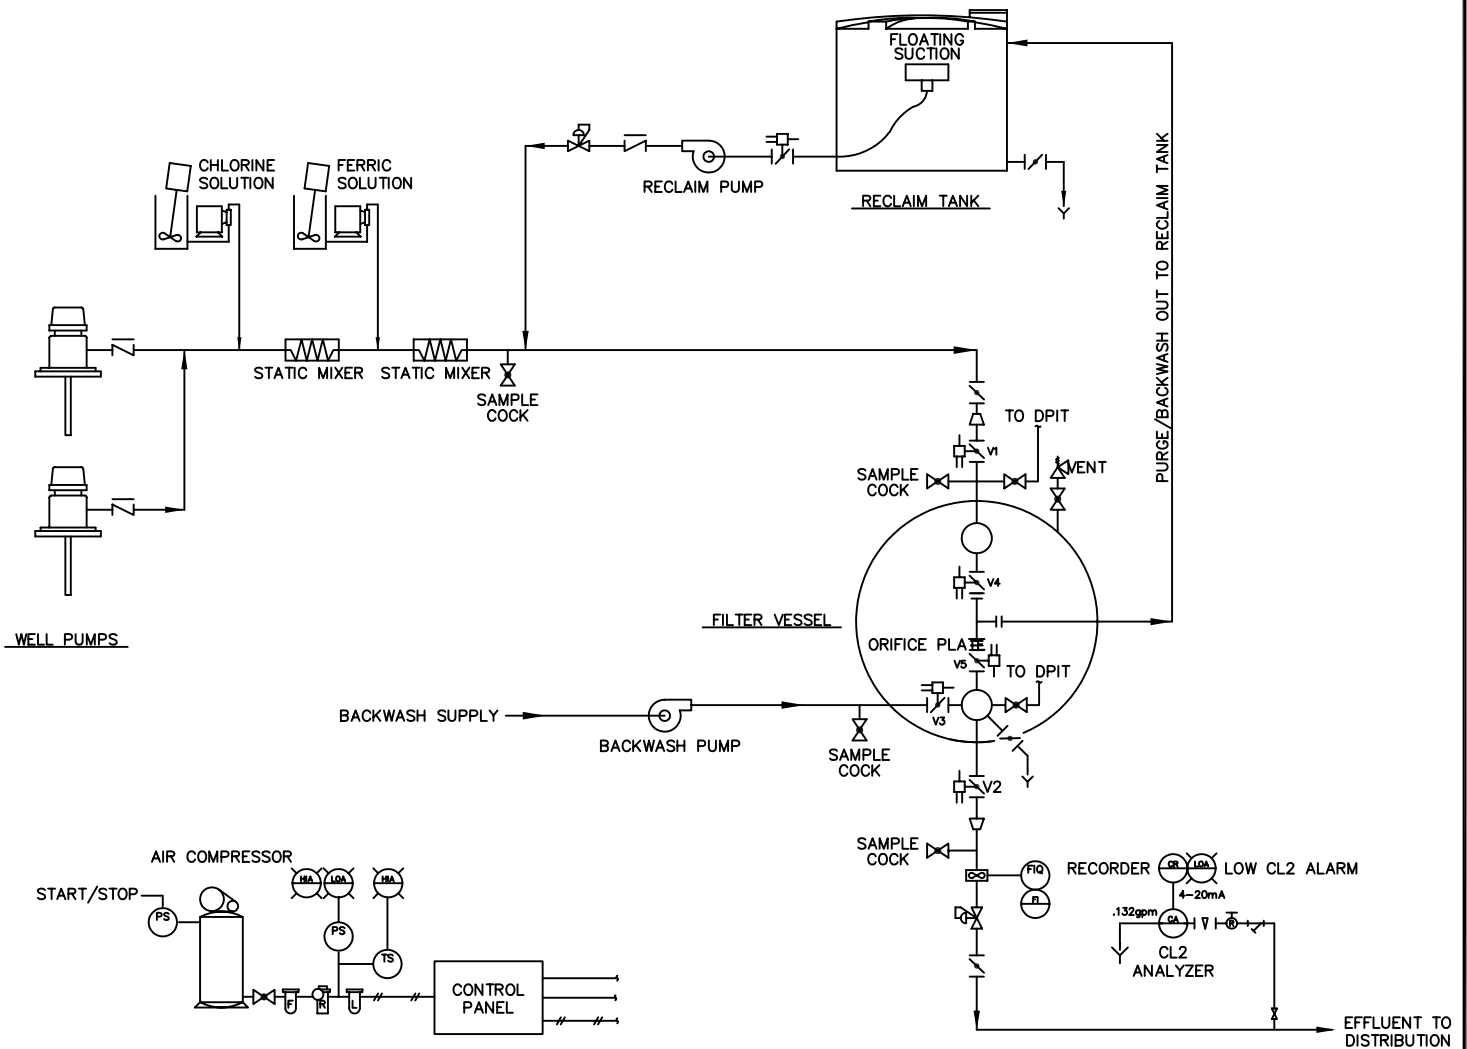 FLOATING
SUCTION
CHLORINE
SOLUTION
FERRIC
SOLUTION
RECLAIM PUMP
RECLAIM TANK
PURGE/BACKWASH OUT TO RECLAIM TANK
STATIC MIXER
STATIC MIXER
SAMPLE
COCK
TO DPIT
V1
SAMPLE
COCK
VENT
V4
WELL PUMPS
FILTER VESSEL
ORIFICE PLATE
V5
TO DPIT
BACKWASH SUPPLY
BACKWASH PUMP
V3
SAMPLE
COCK
V2
SAMPLE
COCK
FIQ
FI
RECORDER
CR
LOA
LOW CL2 ALARM
4-20mA
.132gpm
CA
R
CL2
ANALYZER
AIR COMPRESSOR
HIA
LOA
HIA
START/STOP
PS
PS
TS
F
R
L
CONTROL
PANEL
EFFLUENT TO
DISTRIBUTION